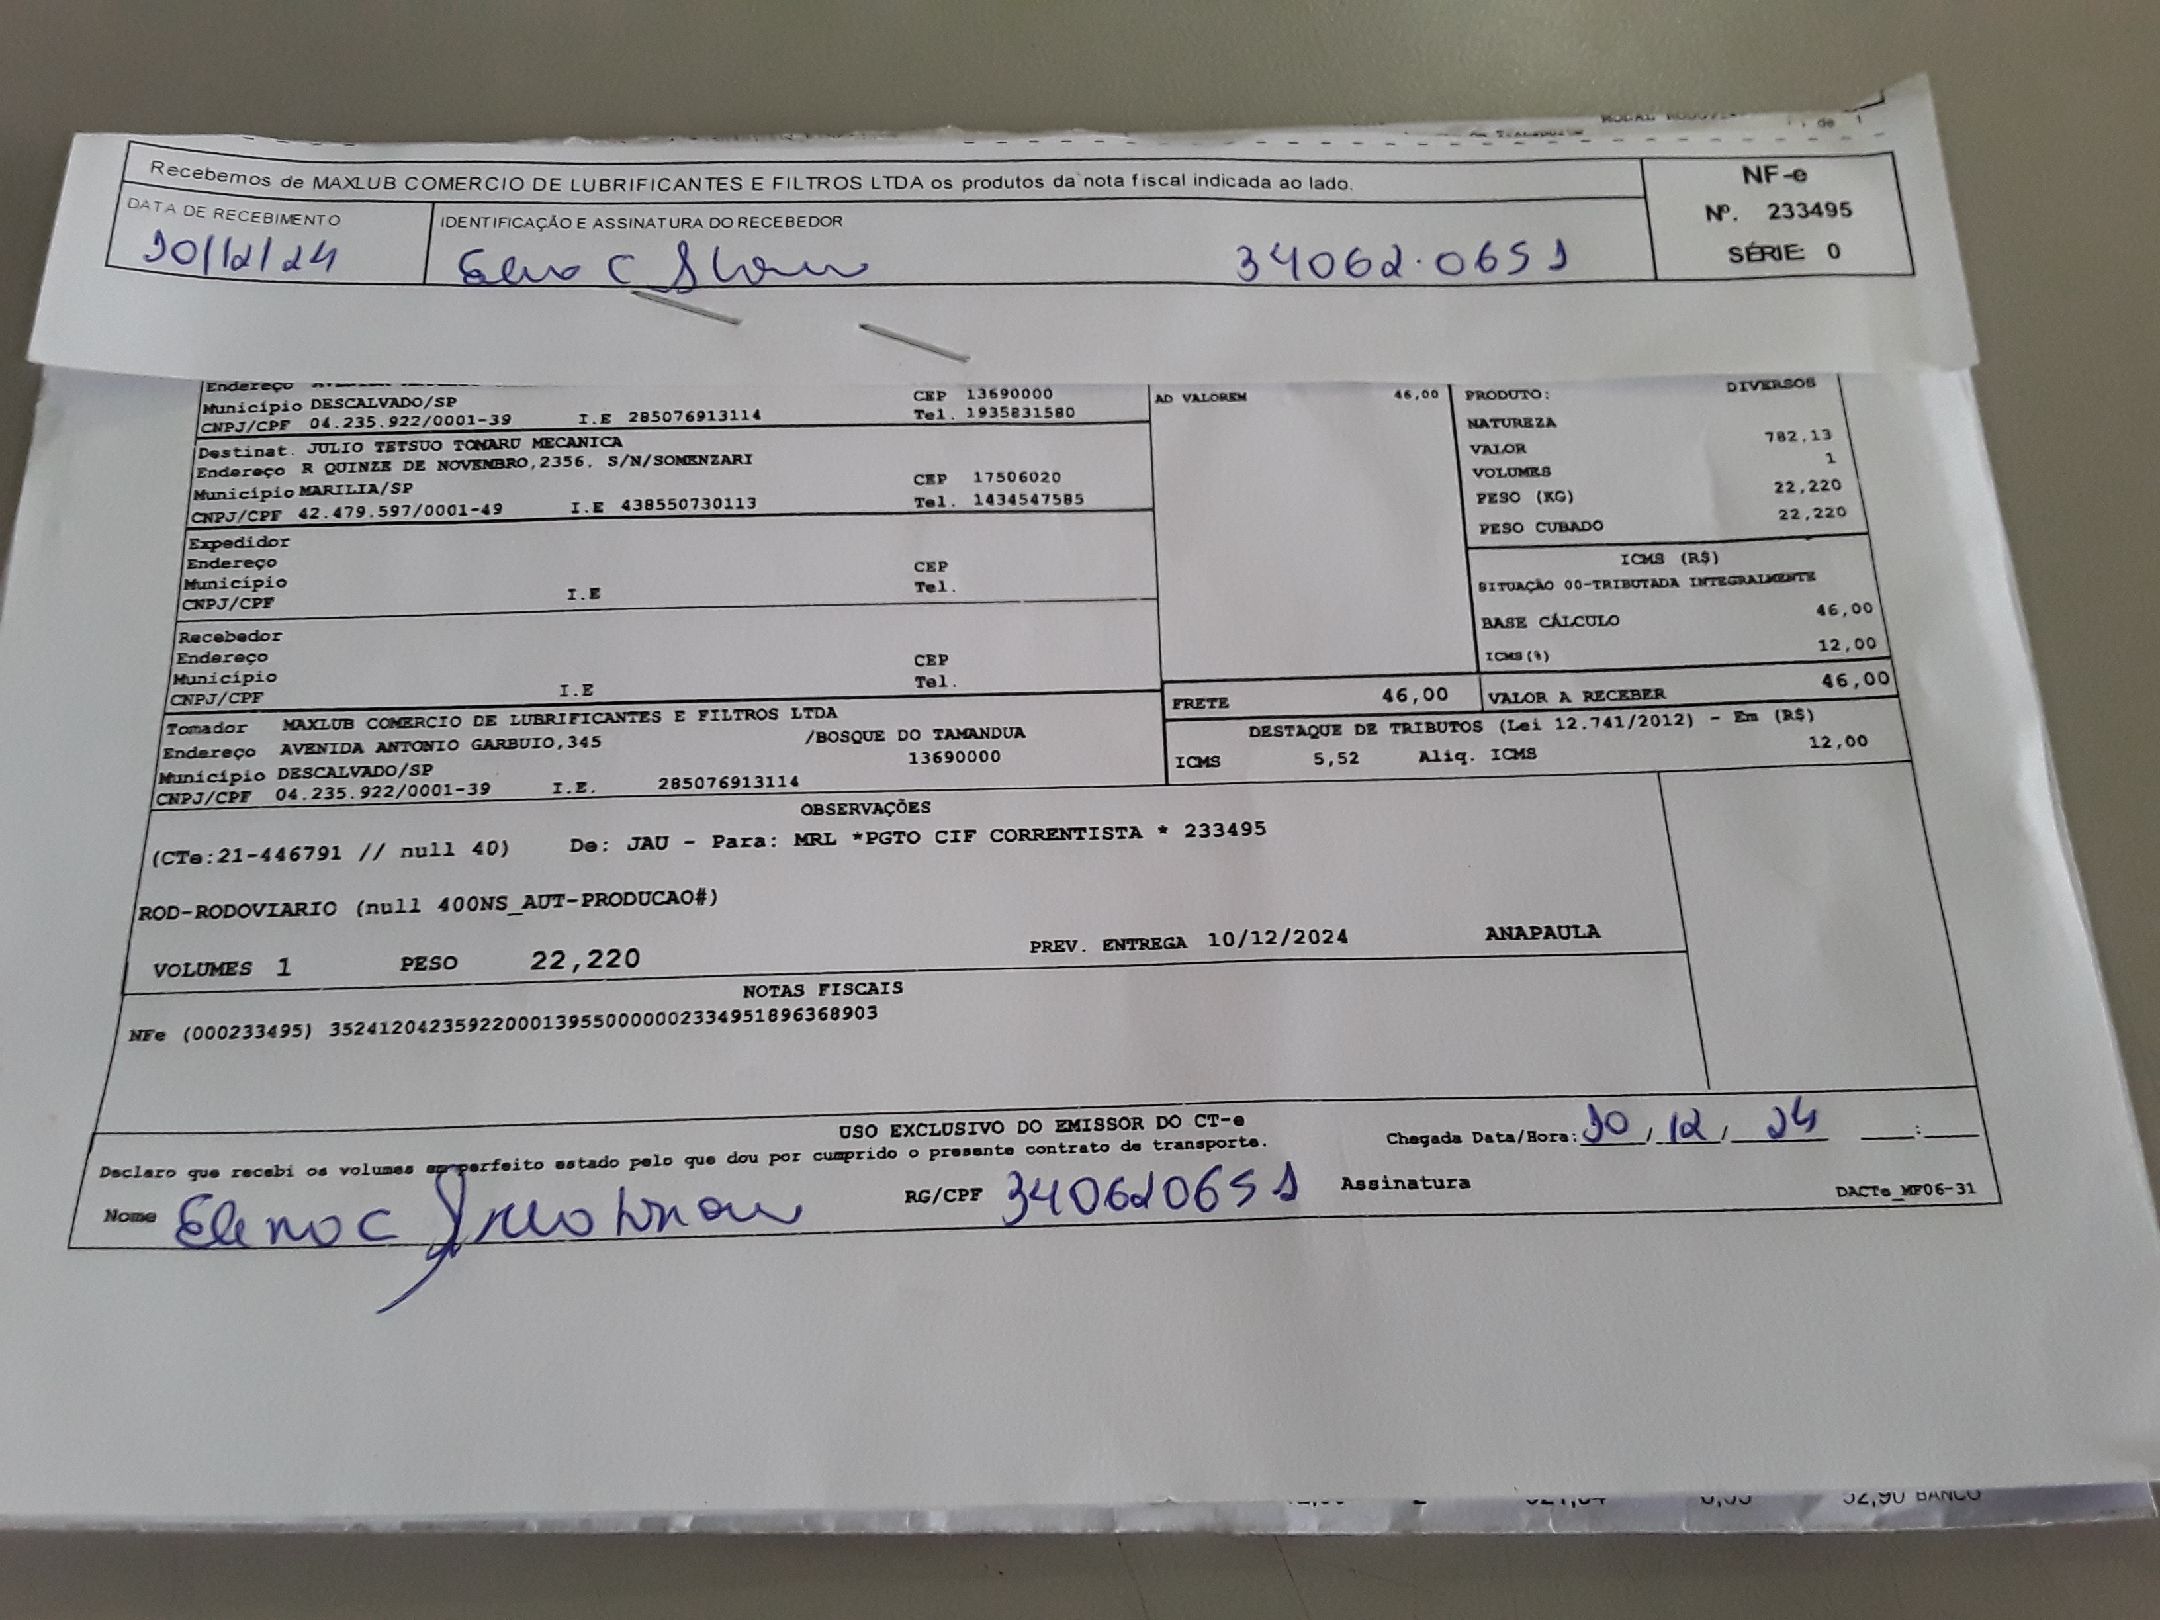 Recebemos de MAXLUB COMERCIO DE LUBRIFICANTES E FILTROS LTDA os produtos da nota fiscal indicada ao lado.
NF-e
Nº. 233495
SÉRIE: 0
DATA DE RECEBIMENTO
10/12/24
IDENTIFICAÇÃO E ASSINATURA DO RECEBEDOR
34062.0651
Endereço
CEP 13690000
Município DESCALVADO/SP
Tel. 1935831580
CNPJ/CPF 04.235.922/0001-39 I.E 285076913114
Destinat. JULIO TETSUO TOMARU MECANICA
Endereço R QUINZE DE NOVEMBRO,2356, S/N/SOMENZARI
CEP 17506020
Município MARILIA/SP
Tel. 1434547585
CNPJ/CPF 42.479.597/0001-49 I.E 438550730113
Expedidor
Endereço
CEP
Município
Tel.
CNPJ/CPF I.E
Recebedor
Endereço
CEP
Município
Tel.
CNPJ/CPF I.E
Tomador MAXLUB COMERCIO DE LUBRIFICANTES E FILTROS LTDA
Endereço AVENIDA ANTONIO GARBUIO,345 /BOSQUE DO TAMANDUA
Município DESCALVADO/SP 13690000
CNPJ/CPF 04.235.922/0001-39 I.E. 285076913114
AD VALOREM 46,00
PRODUTO: DIVERSOS
NATUREZA
VALOR 782,13
VOLUMES 1
PESO (KG) 22,220
PESO CUBADO 22,220
ICMS (R$)
SITUAÇÃO 00-TRIBUTADA INTEGRALMENTE
BASE CÁLCULO 46,00
ICMS(%) 12,00
FRETE 46,00 VALOR A RECEBER 46,00
DESTAQUE DE TRIBUTOS (Lei 12.741/2012) - Em (R$)
ICMS 5,52 Aliq. ICMS 12,00
OBSERVAÇÕES
(CTe:21-446791 // null 40) De: JAU - Para: MRL *PGTO CIF CORRENTISTA * 233495
ROD-RODOVIARIO (null 400NS_AUT-PRODUCAO#)
VOLUMES 1 PESO 22,220 PREV. ENTREGA 10/12/2024 ANAPAULA
NOTAS FISCAIS
NFe (000233495) 35241204235922000139550000002334951896368903
USO EXCLUSIVO DO EMISSOR DO CT-e
Declaro que recebi os volumes em perfeito estado pelo que dou por cumprido o presente contrato de transporte.
Chegada Data/Hora: 10/12/24 :
Nome
RG/CPF 340620651
Assinatura
DACTe_MF06-31
52,90 BANCO